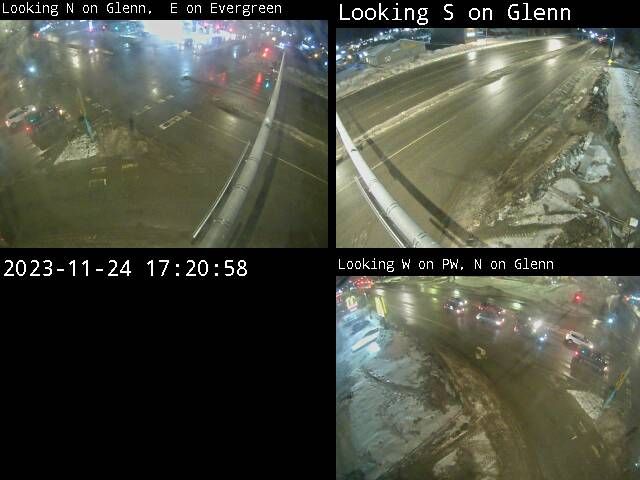 Looking N on Glenn,  E on Evergreen
Looking S on Glenn
2023-11-24 17:20:58
Looking W on PW, N on Glenn